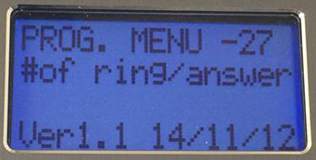 PROG. MENU -27
#of ring/answer
Ver1.1 14/11/12